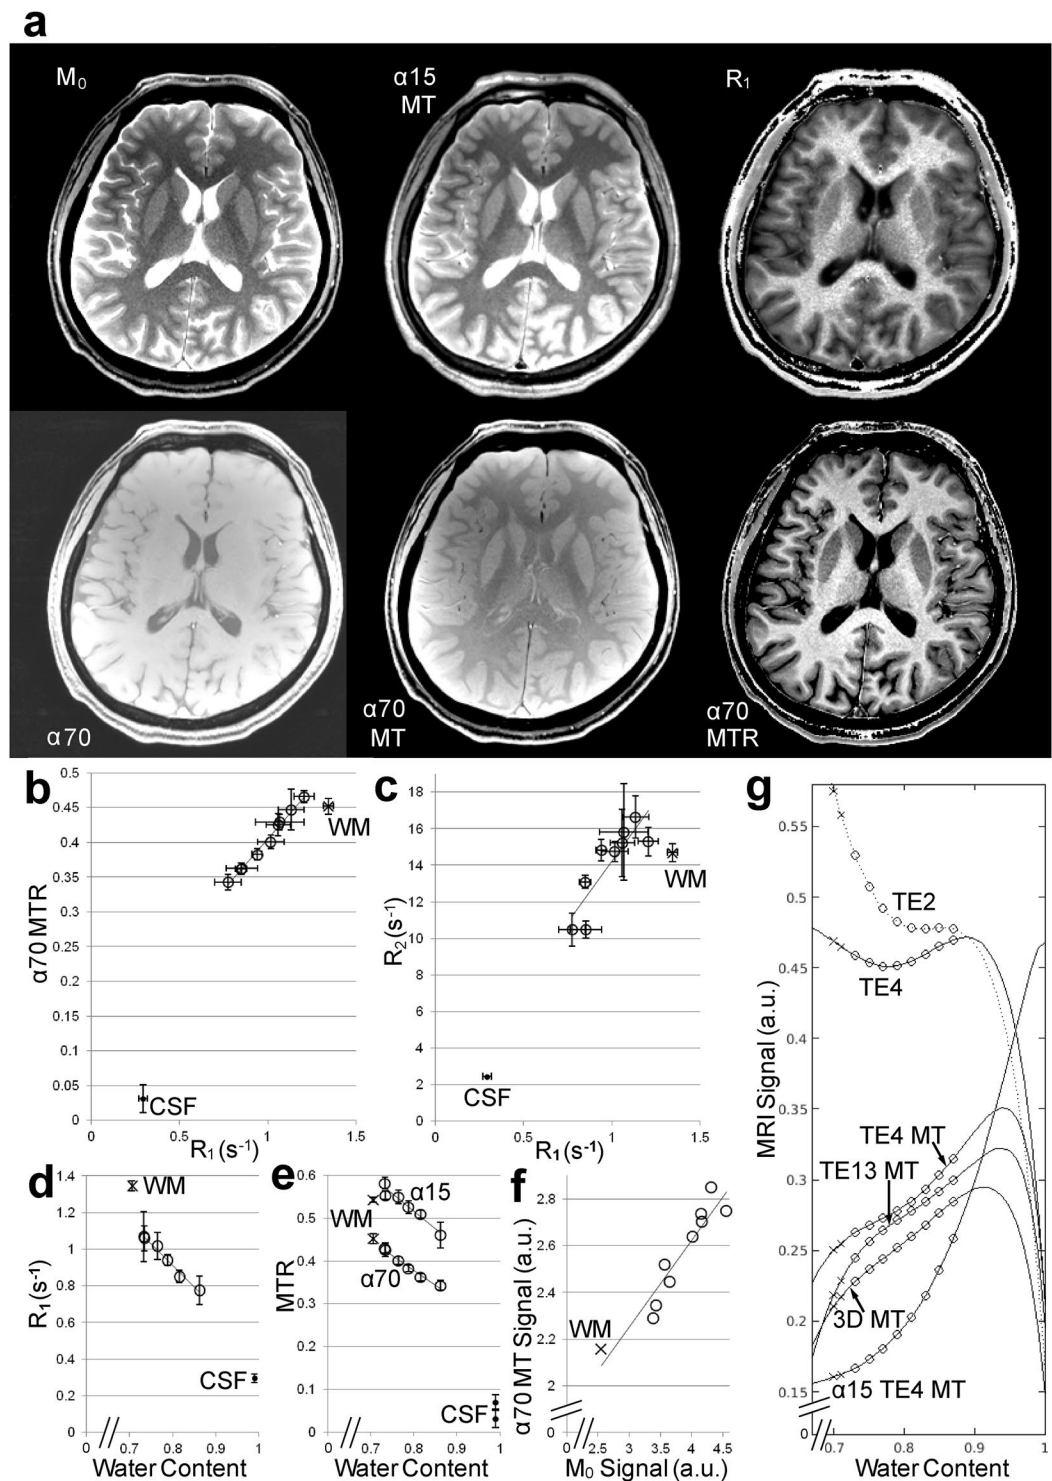 a
M₀
α15
MT
R₁
α70
α70
MT
α70
MTR
b
0.5
0.45
0.4
0.35
0.3
0.25
0.2
0.15
0.1
0.05
0
α70 MTR
WM
CSF
0
0.5
1
1.5
R₁(s⁻¹)
c
18
16
14
12
10
8
6
4
2
0
R₂(s⁻¹)
WM
CSF
0
0.5
1
1.5
R₁(s⁻¹)
g
0.55
0.5
0.45
0.4
0.35
0.3
0.25
0.2
0.15
0
MRI Signal (a.u.)
TE2
TE4
TE4 MT
TE13 MT
3D MT
α15 TE4 MT
0.7
0.8
0.9
1
Water Content
d
1.4
1.2
1
0.8
0.6
0.4
0.2
0
R₁(s⁻¹)
WM
CSF
0
0.7
0.8
0.9
1
Water Content
e
0.6
0.5
0.4
0.3
0.2
0.1
0
MTR
α15
WM
α70
CSF
0
0.7
0.8
0.9
1
Water Content
f
2.8
2.6
2.4
2.2
2
0
α70 MT Signal (a.u.)
WM
0
2.5
3
3.5
4
4.5
M₀ Signal (a.u.)